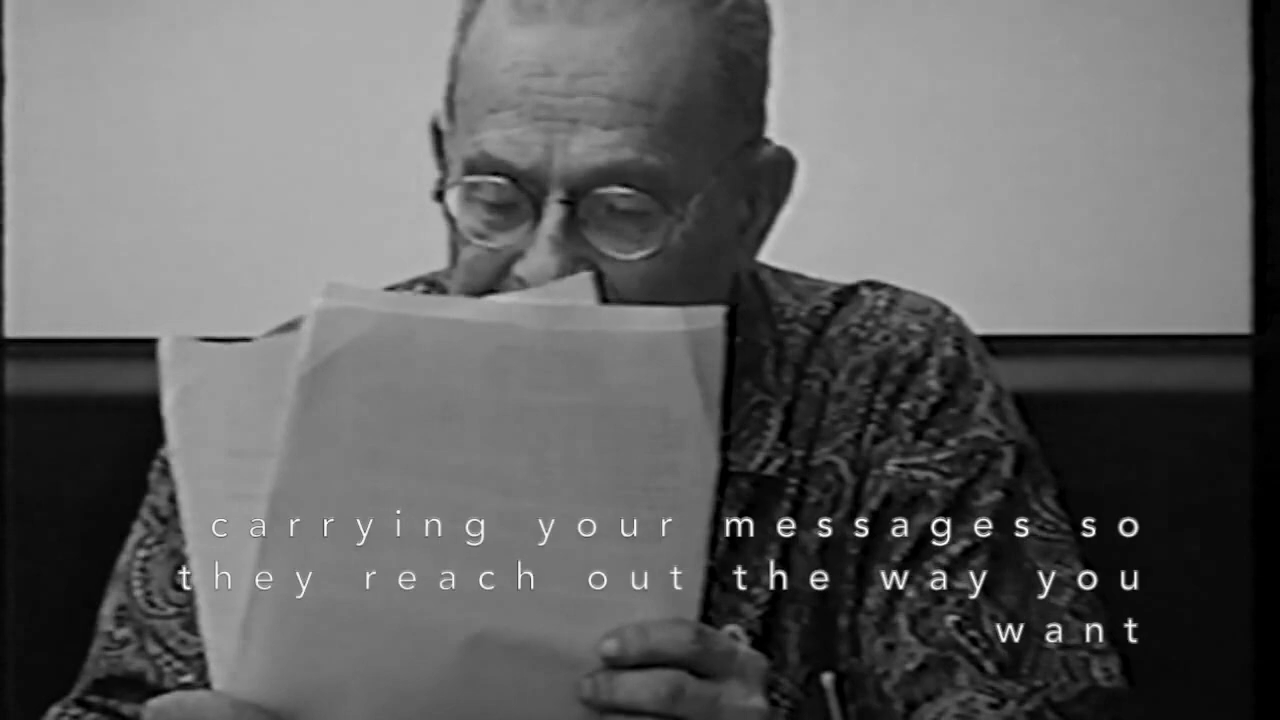 carrying your messages so
they reach out the way you
want